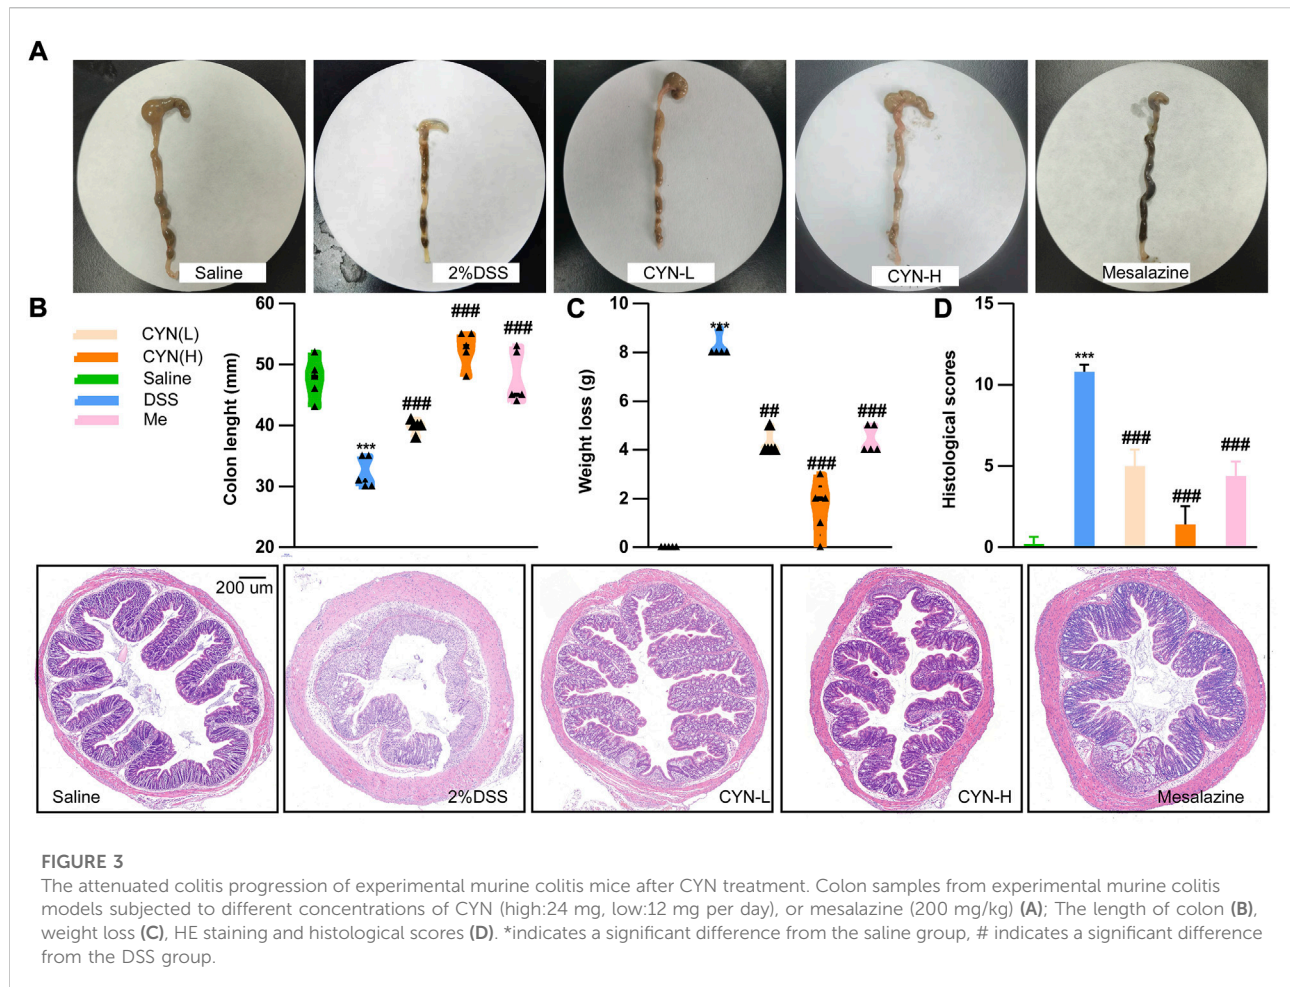 A
Saline
2%DSS
CYN-L
CYN-H
Mesalazine
B
CYN(L)
CYN(H)
Saline
DSS
Me
Colon lenght (mm)
60
50
40
30
20
***
###
###
###
C
Weight loss (g)
10
8
6
4
2
0
***
##
###
###
D
Histological scores
15
10
5
0
***
###
###
###
200 um
Saline
2%DSS
CYN-L
CYN-H
Mesalazine
FIGURE 3
The attenuated colitis progression of experimental murine colitis mice after CYN treatment. Colon samples from experimental murine colitis
models subjected to different concentrations of CYN (high:24 mg, low:12 mg per day), or mesalazine (200 mg/kg) (A); The length of colon (B),
weight loss (C), HE staining and histological scores (D). *indicates a significant difference from the saline group, # indicates a significant difference
from the DSS group.